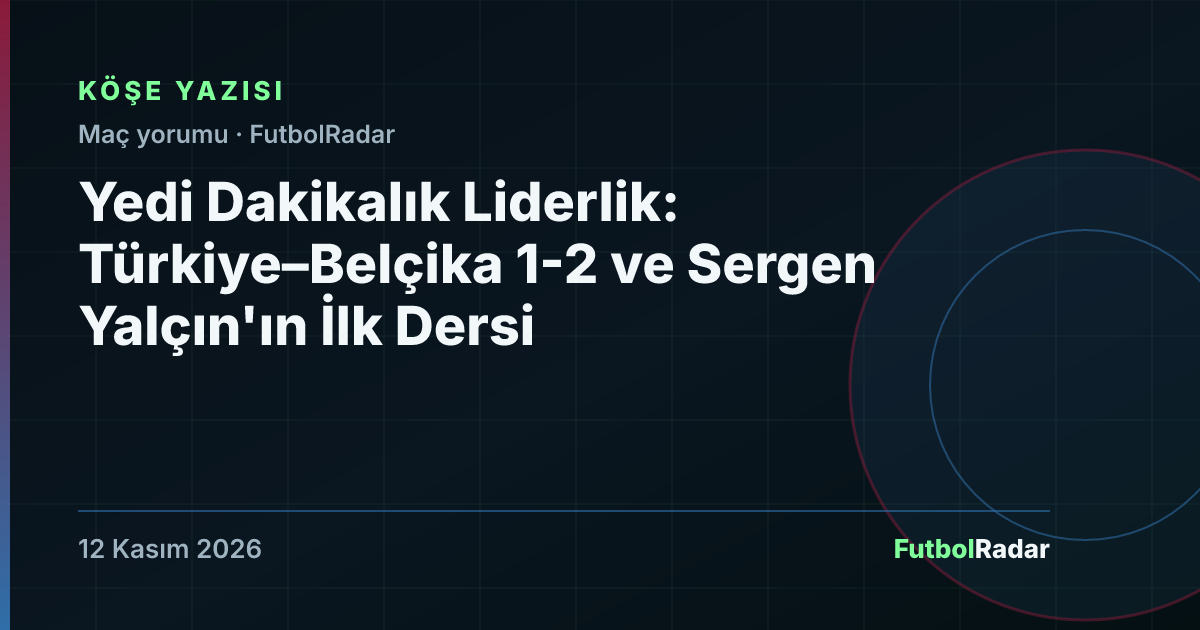 KÖŞE YAZISI
Maç yorumu · FutbolRadar
Yedi Dakikalık Liderlik:
Türkiye–Belçika 1-2 ve Sergen
Yalçın'ın İlk Dersi
12 Kasım 2026
FutbolRadar